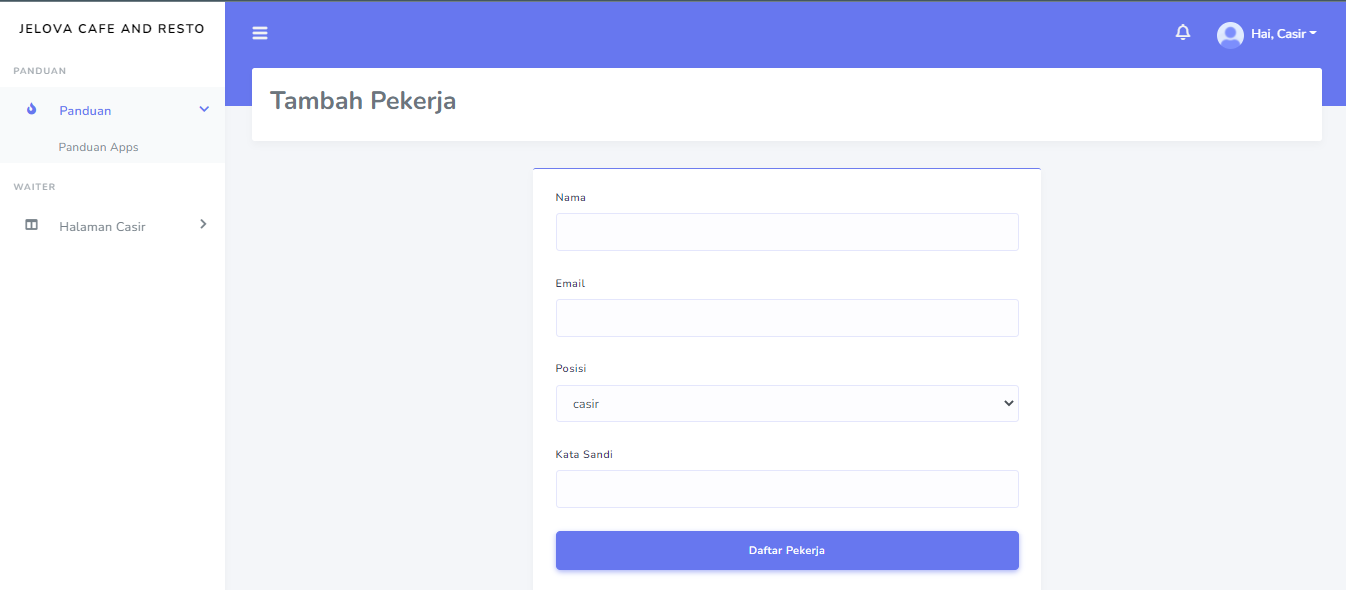 JELOVA CAFE AND RESTO
Hai, Casir
PANDUAN
Panduan
Panduan Apps
WAITER
Halaman Casir
Tambah Pekerja
Nama
Email
Posisi
casir
Kata Sandi
Daftar Pekerja